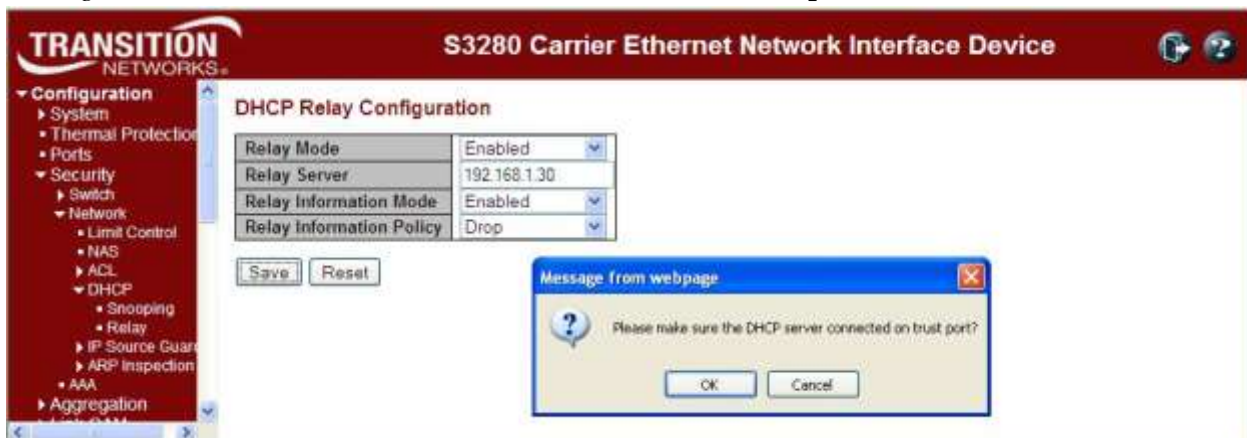 TRANSITION
NETWORKS®
S3280 Carrier Ethernet Network Interface Device
Configuration
System
Thermal Protection
Ports
Security
Switch
Network
Limit Control
NAS
ACL
DHCP
Snooping
Relay
IP Source Guar
ARP Inspection
AAA
Aggregation
DHCP Relay Configuration
Relay Mode Enabled
Relay Server 192.168.1.30
Relay Information Mode Enabled
Relay Information Policy Drop
Save Reset
Message from webpage
Please make sure the DHCP server connected on trust port?
OK Cancel